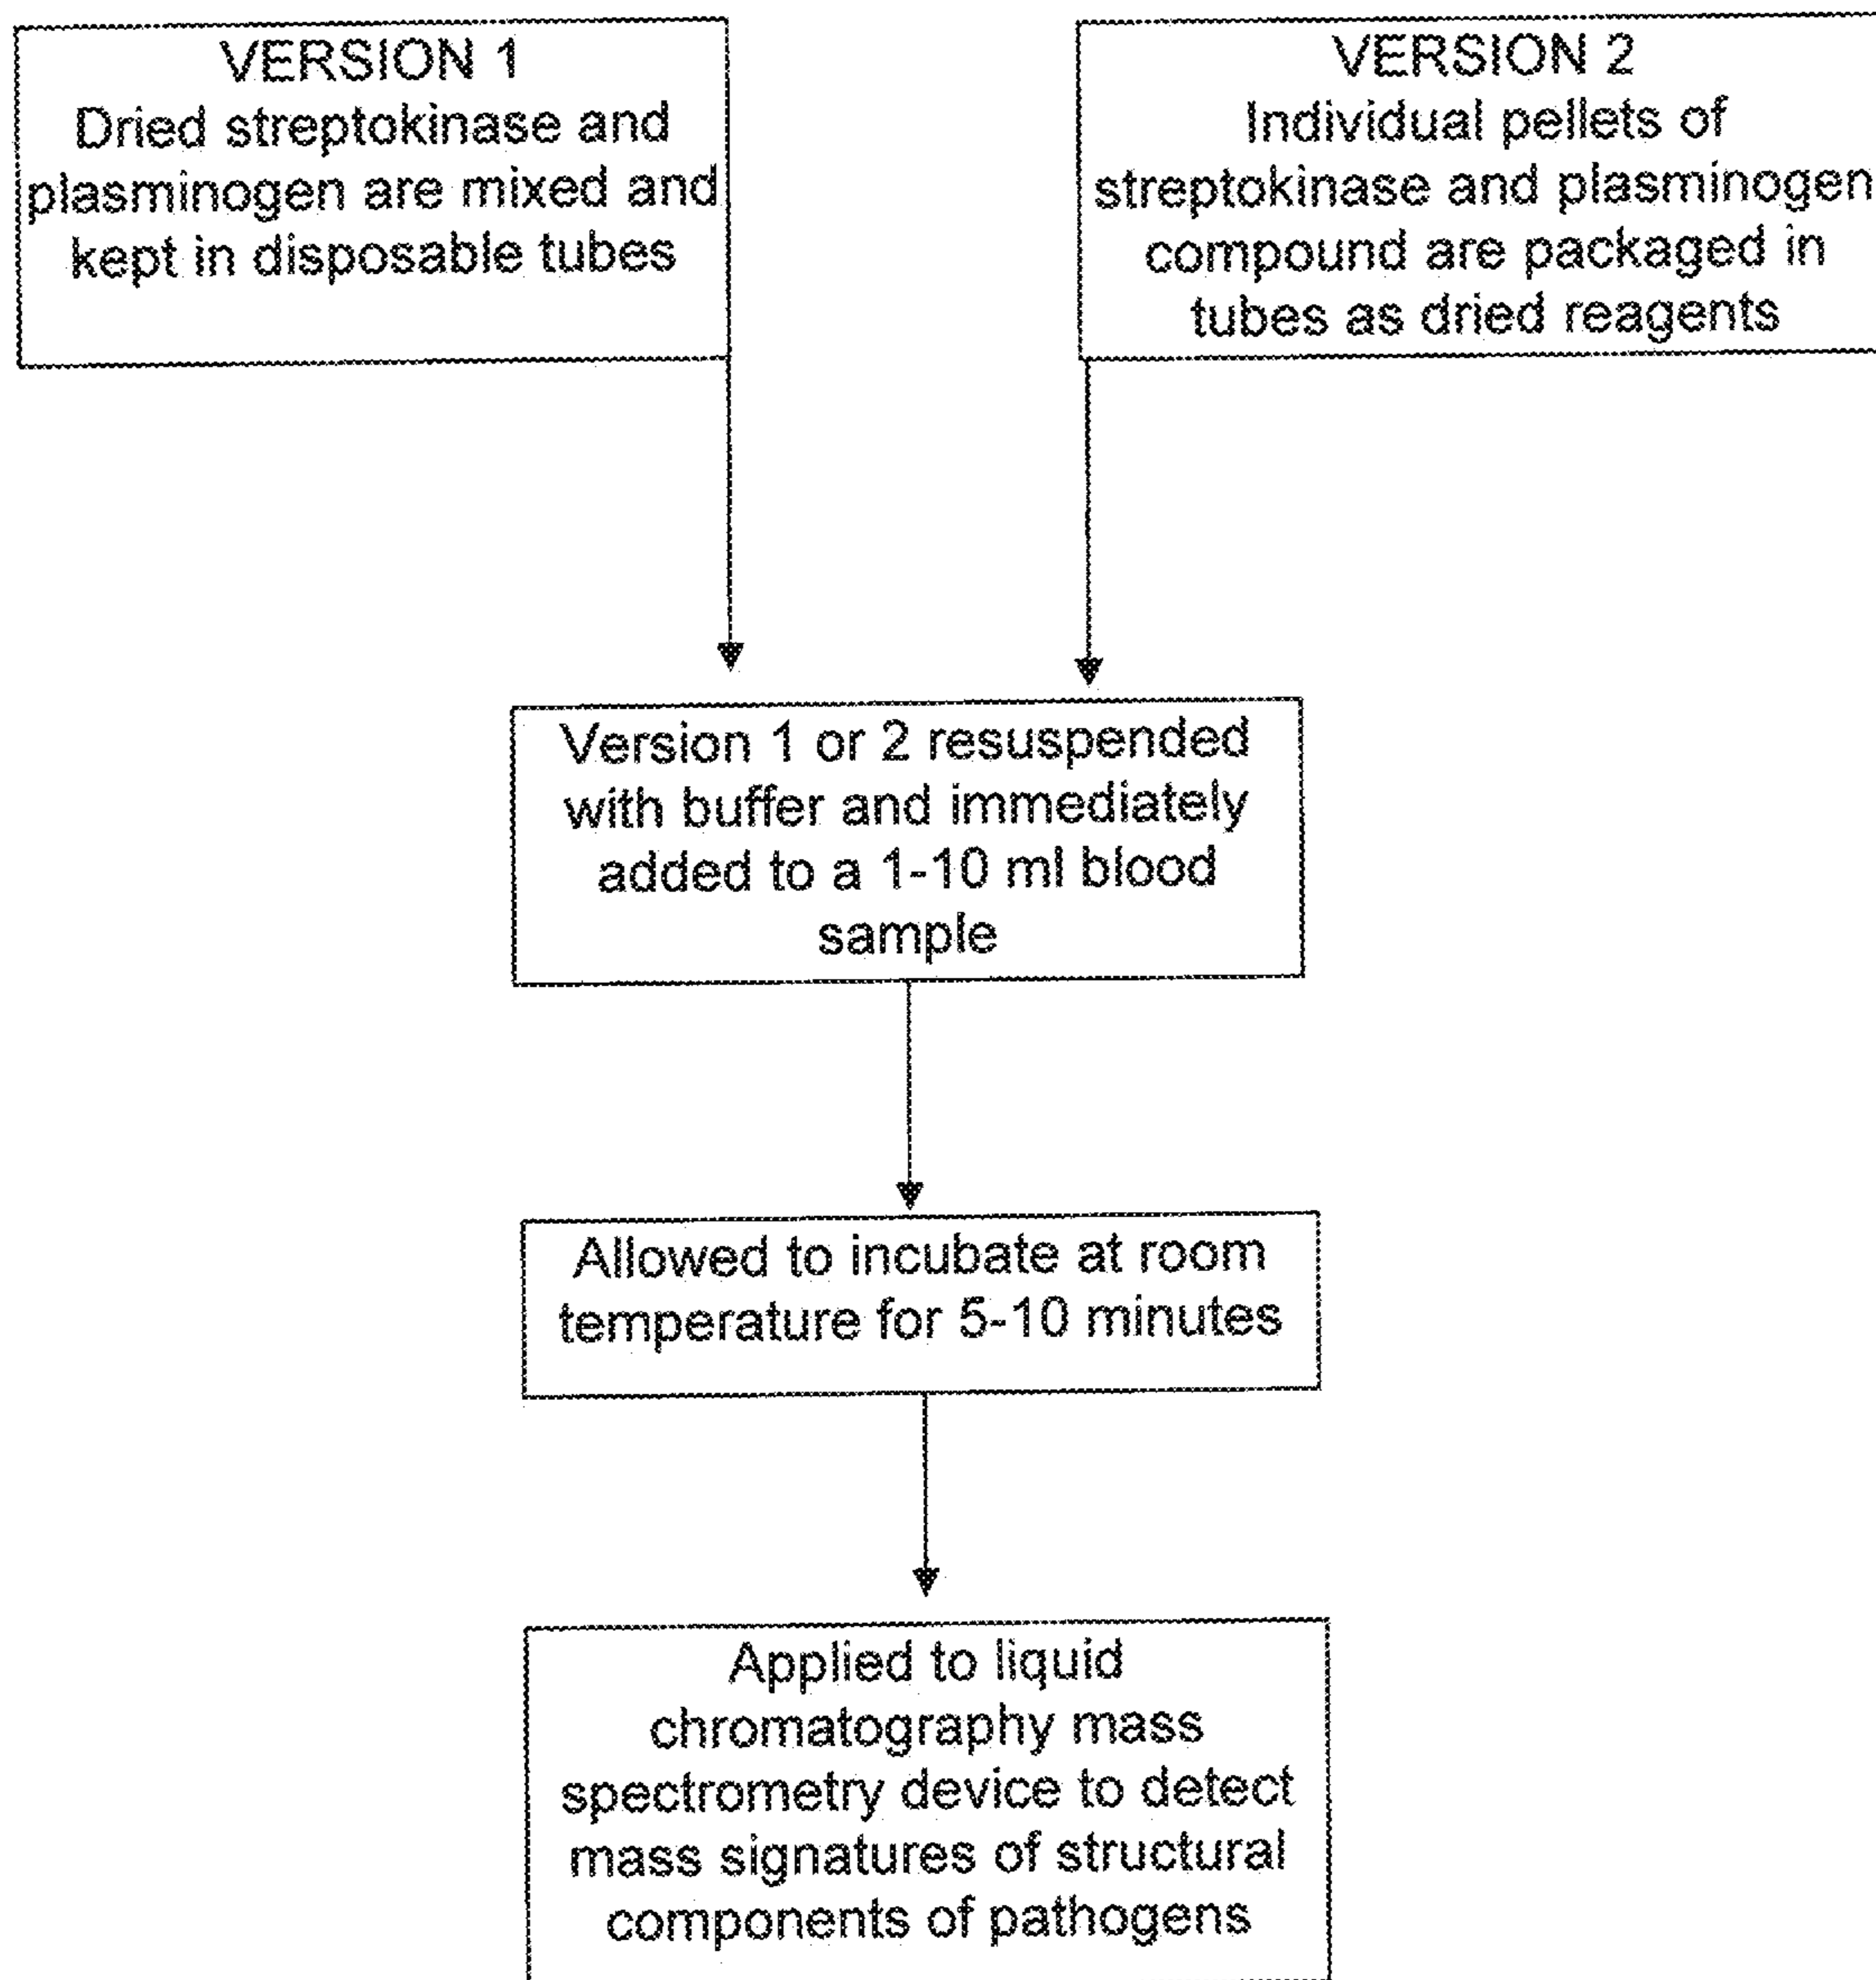 VERSION 1
Dried streptokinase and
plasminogen are mixed and
kept in disposable tubes
VERSION 2
Individual pellets of
streptokinase and plasminogen
compound are packaged in
tubes as dried reagents
Version 1 or 2 resuspended
with buffer and immediately
added to a 1-10 ml blood
sample
Allowed to incubate at room
temperature for 5-10 minutes
Applied to liquid
chromatography mass
spectrometry device to detect
mass signatures of structural
components of pathogens